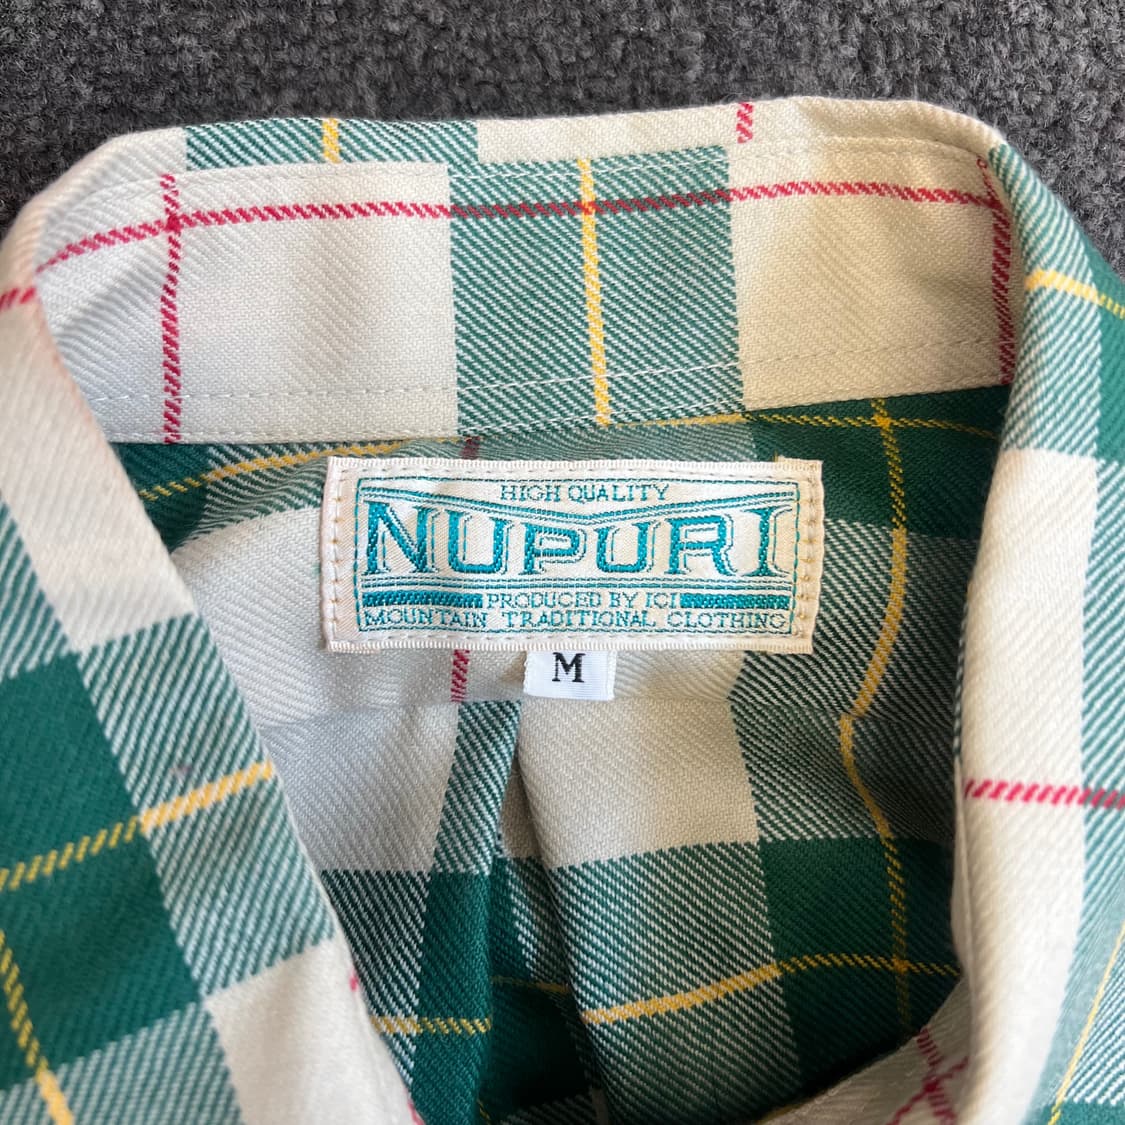 HIGH QUALITY
NUPURI
PRODUCED BY ICI
MOUNTAIN TRADITIONAL CLOTHING
M